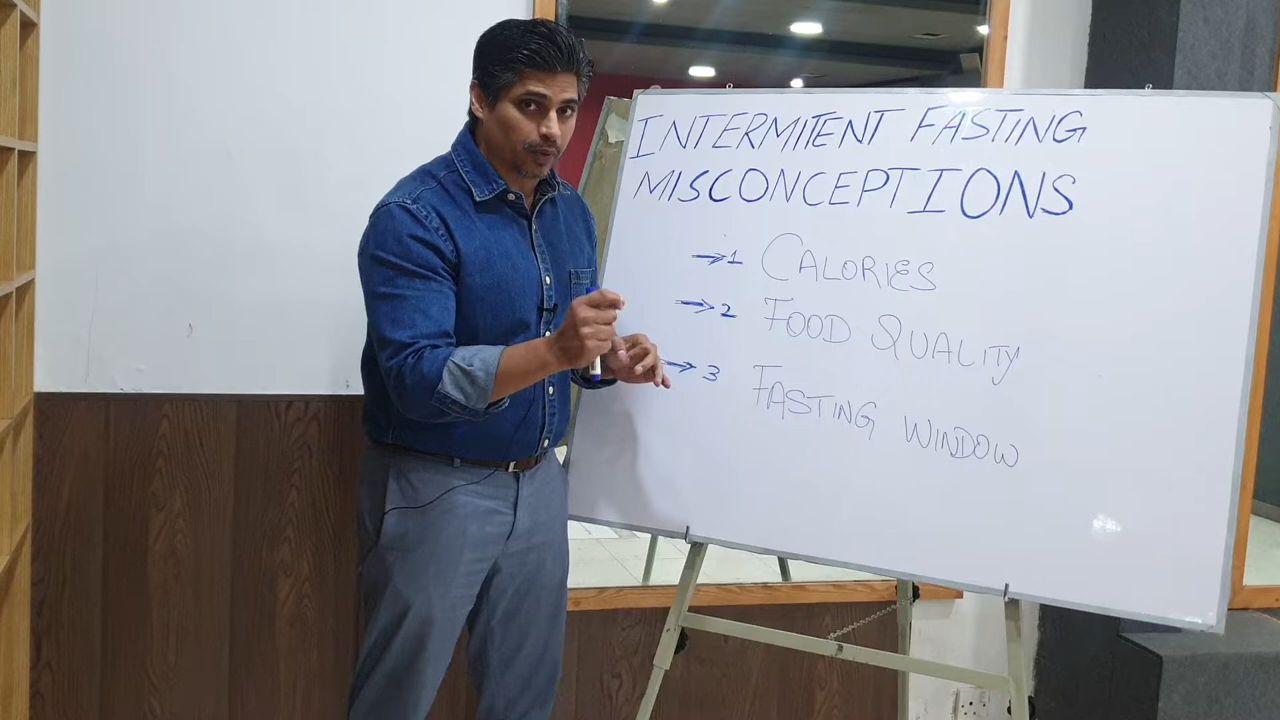 INTERMITENT FASTING
MISCONCEPTIONS
→1 CALORIES
→2 FOOD QUALITY
→3 FASTING WINDOW